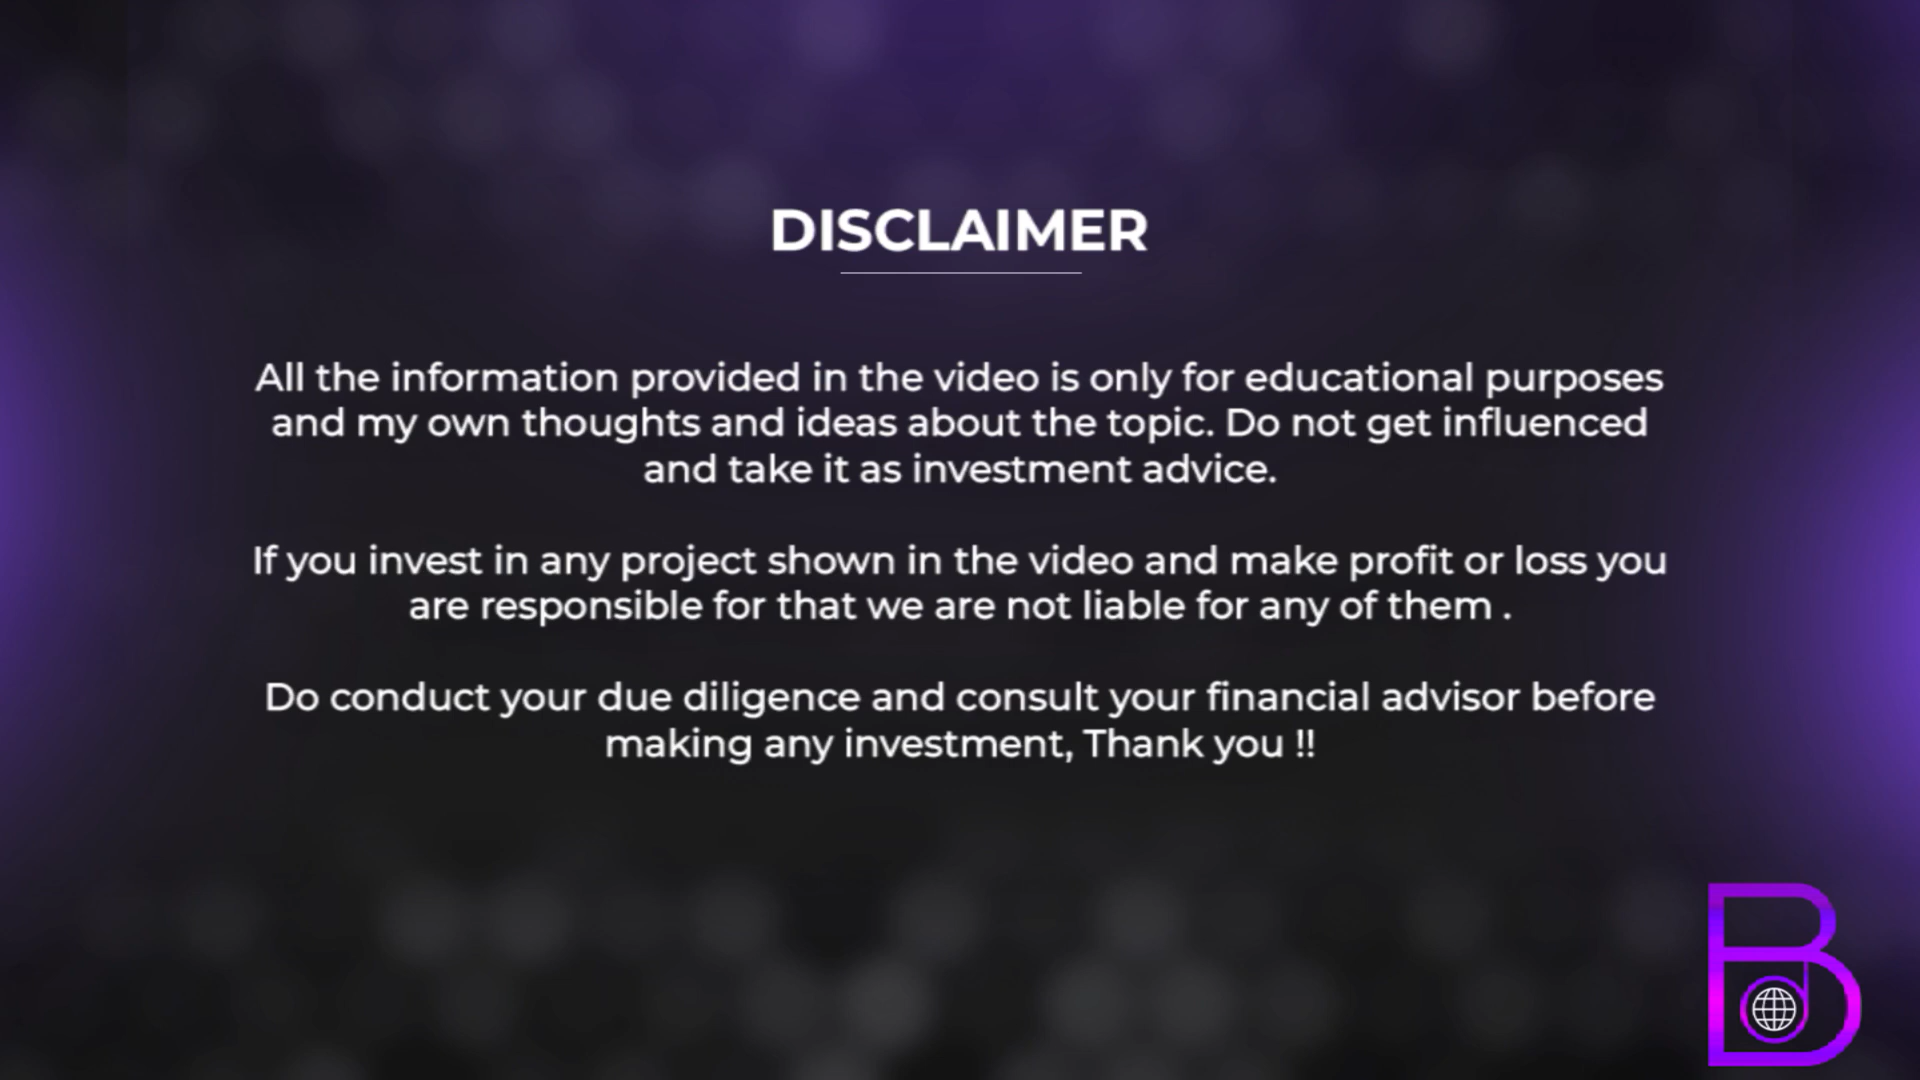 DISCLAIMER
All the information provided in the video is only for educational purposes
and my own thoughts and ideas about the topic. Do not get influenced
and take it as investment advice.
If you invest in any project shown in the video and make profit or loss you
are responsible for that we are not liable for any of them .
Do conduct your due diligence and consult your financial advisor before
making any investment, Thank you !!
Bd